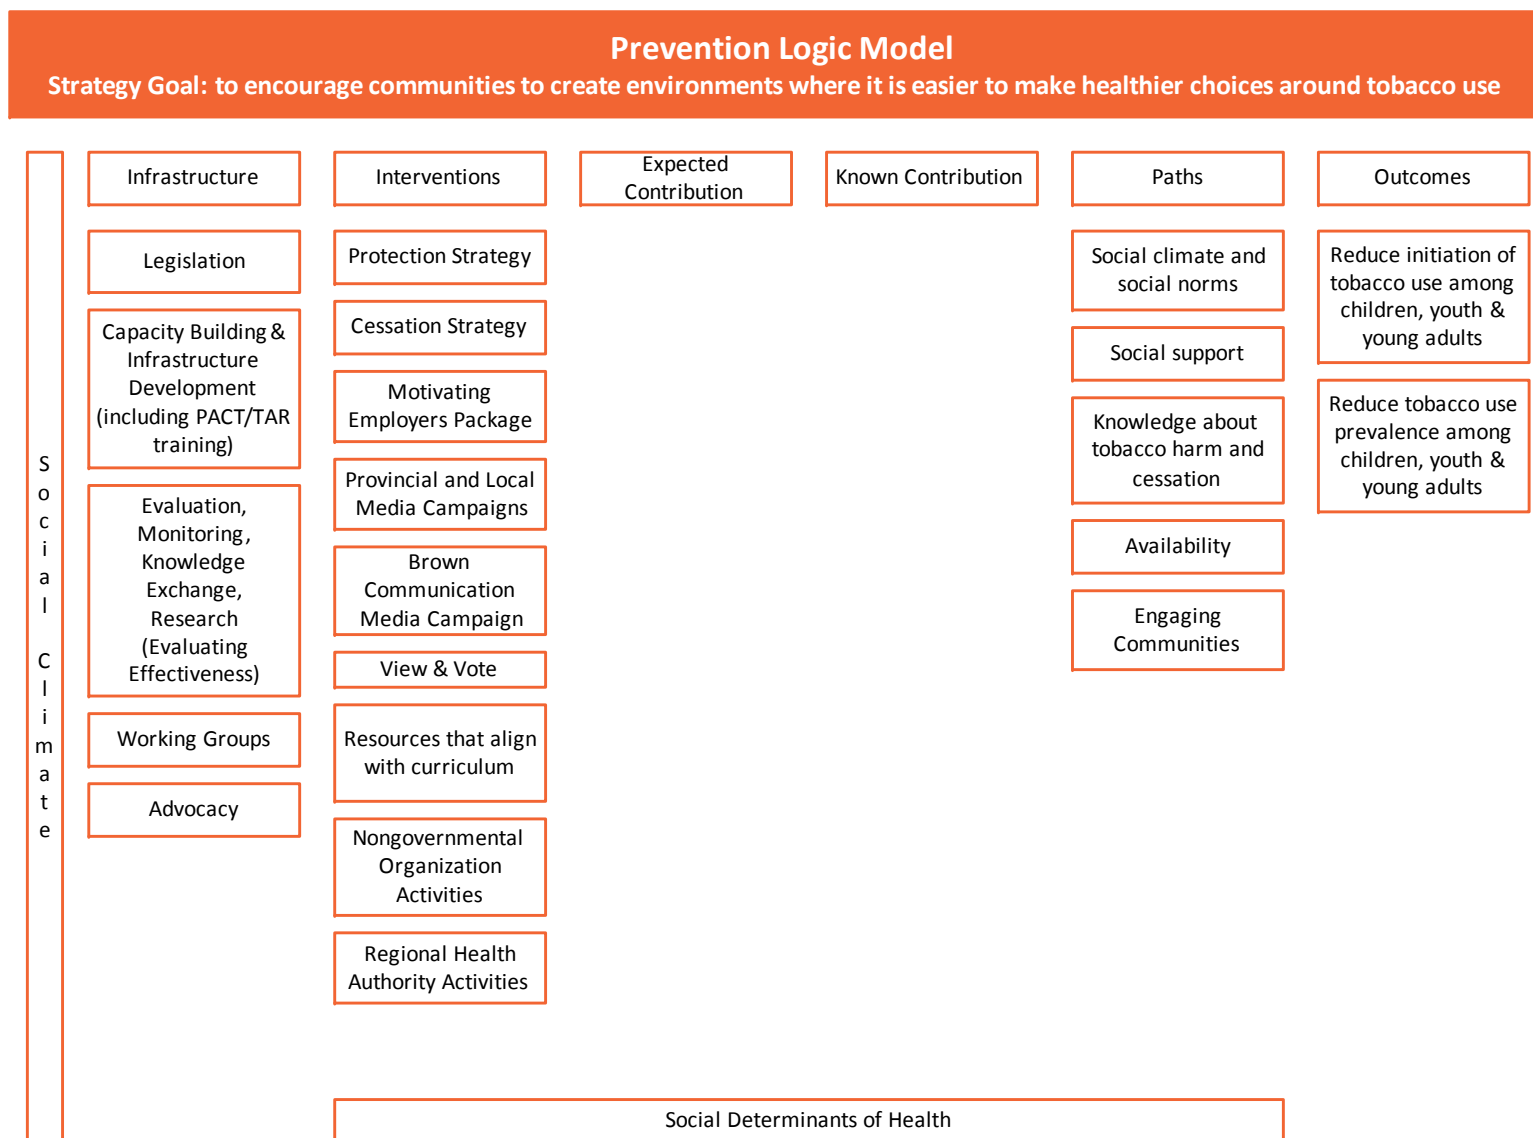 Prevention Logic Model
Strategy Goal: to encourage communities to create environments where it is easier to make healthier choices around tobacco use
Social Climate
Infrastructure
Legislation
Capacity Building &
Infrastructure
Development
(including PACT/TAR
training)
Evaluation,
Monitoring,
Knowledge
Exchange,
Research
(Evaluating
Effectiveness)
Working Groups
Advocacy
Interventions
Protection Strategy
Cessation Strategy
Motivating
Employers Package
Provincial and Local
Media Campaigns
Brown
Communication
Media Campaign
View & Vote
Resources that align
with curriculum
Nongovernmental
Organization
Activities
Regional Health
Authority Activities
Expected
Contribution
Known Contribution
Paths
Social climate and
social norms
Social support
Knowledge about
tobacco harm and
cessation
Availability
Engaging
Communities
Outcomes
Reduce initiation of
tobacco use among
children, youth &
young adults
Reduce tobacco use
prevalence among
children, youth &
young adults
Social Determinants of Health